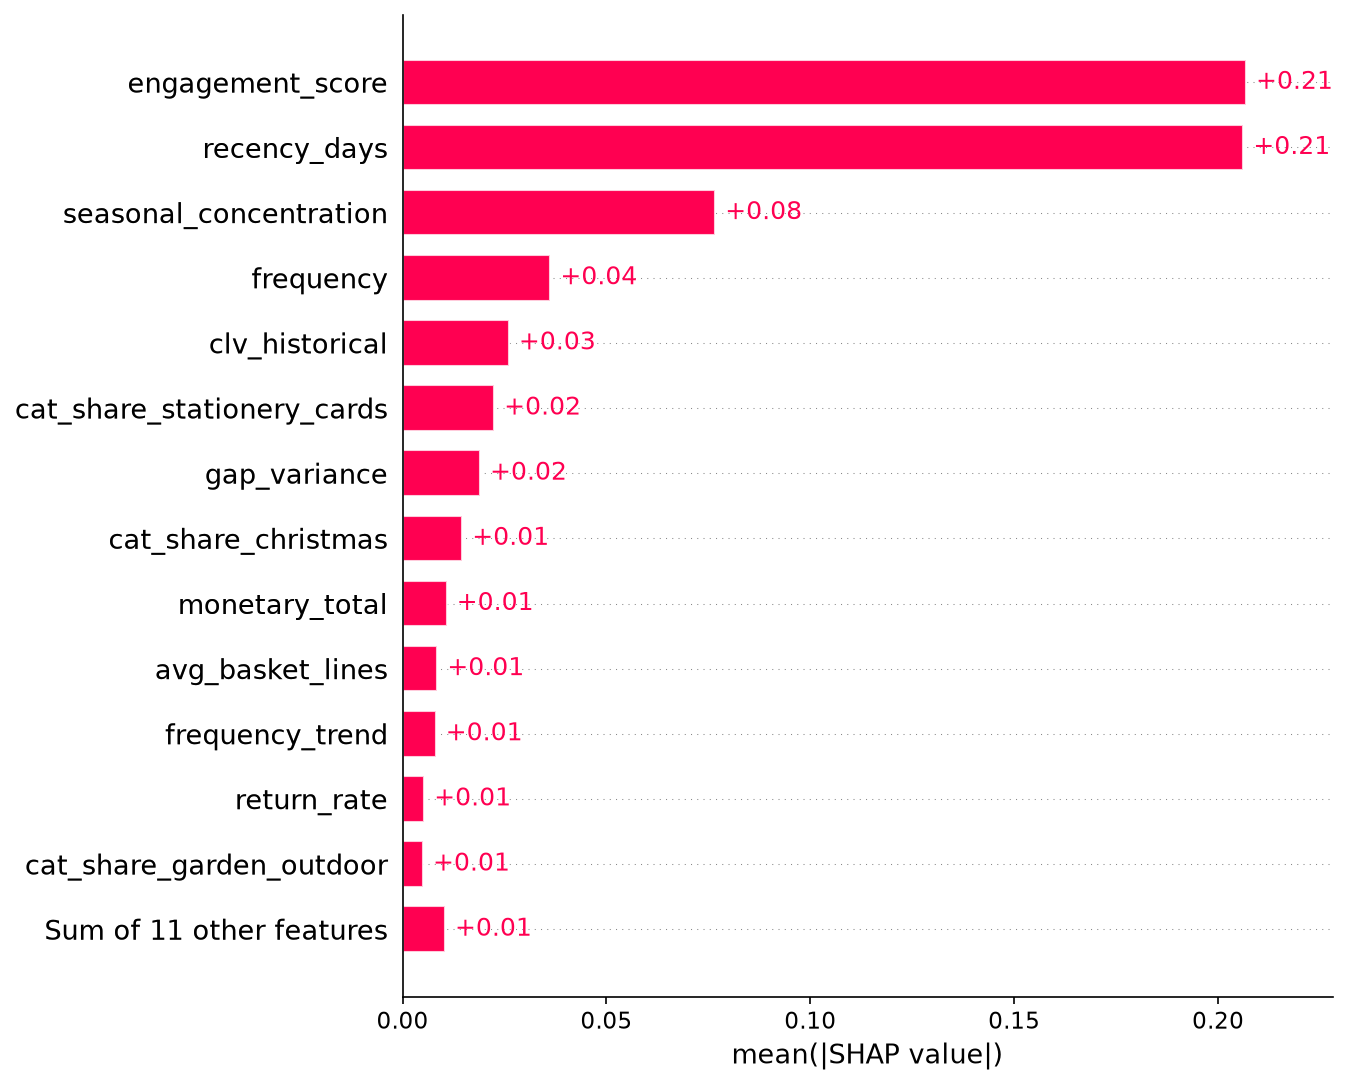 engagement_score +0.21
recency_days +0.21
seasonal_concentration +0.08
frequency +0.04
clv_historical +0.03
cat_share_stationery_cards +0.02
gap_variance +0.02
cat_share_christmas +0.01
monetary_total +0.01
avg_basket_lines +0.01
frequency_trend +0.01
return_rate +0.01
cat_share_garden_outdoor +0.01
Sum of 11 other features +0.01
0.00 0.05 0.10 0.15 0.20
mean(|SHAP value|)